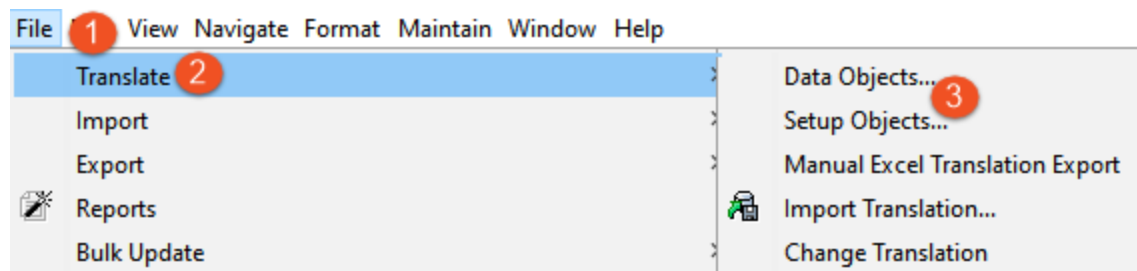 File 1 View Navigate Format Maintain Window Help
Translate 2 Data Objects... 3
Import Setup Objects...
Export Manual Excel Translation Export
Reports Import Translation...
Bulk Update Change Translation